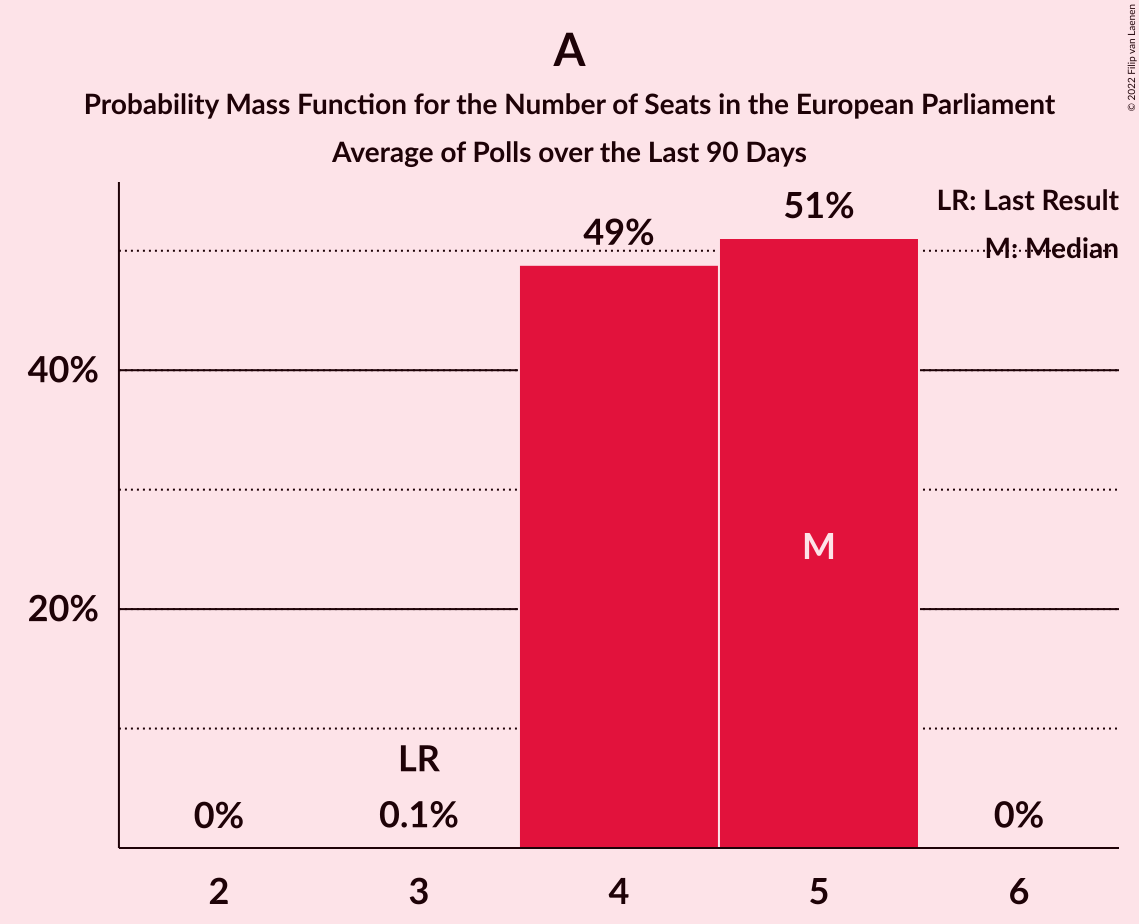 A
Probability Mass Function for the Number of Seats in the European Parliament
Average of Polls over the Last 90 Days
© 2022 Filip van Laenen
LR: Last Result
M: Median
49%
51%
40%
20%
M
LR
0%
0.1%
0%
2
3
4
5
6